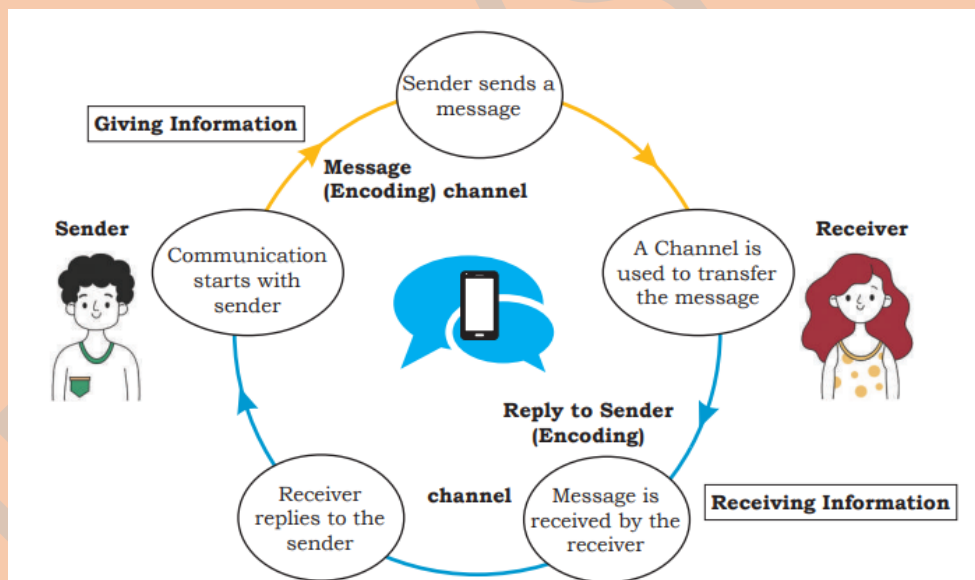 Sender sends a
message
Giving Information
Message
(Encoding) channel
Sender
Communication
starts with
sender
A Channel is
used to transfer
the message
Receiver
Reply to Sender
(Encoding)
Receiver
replies to the
sender
channel
Message is
received by the
receiver
Receiving Information